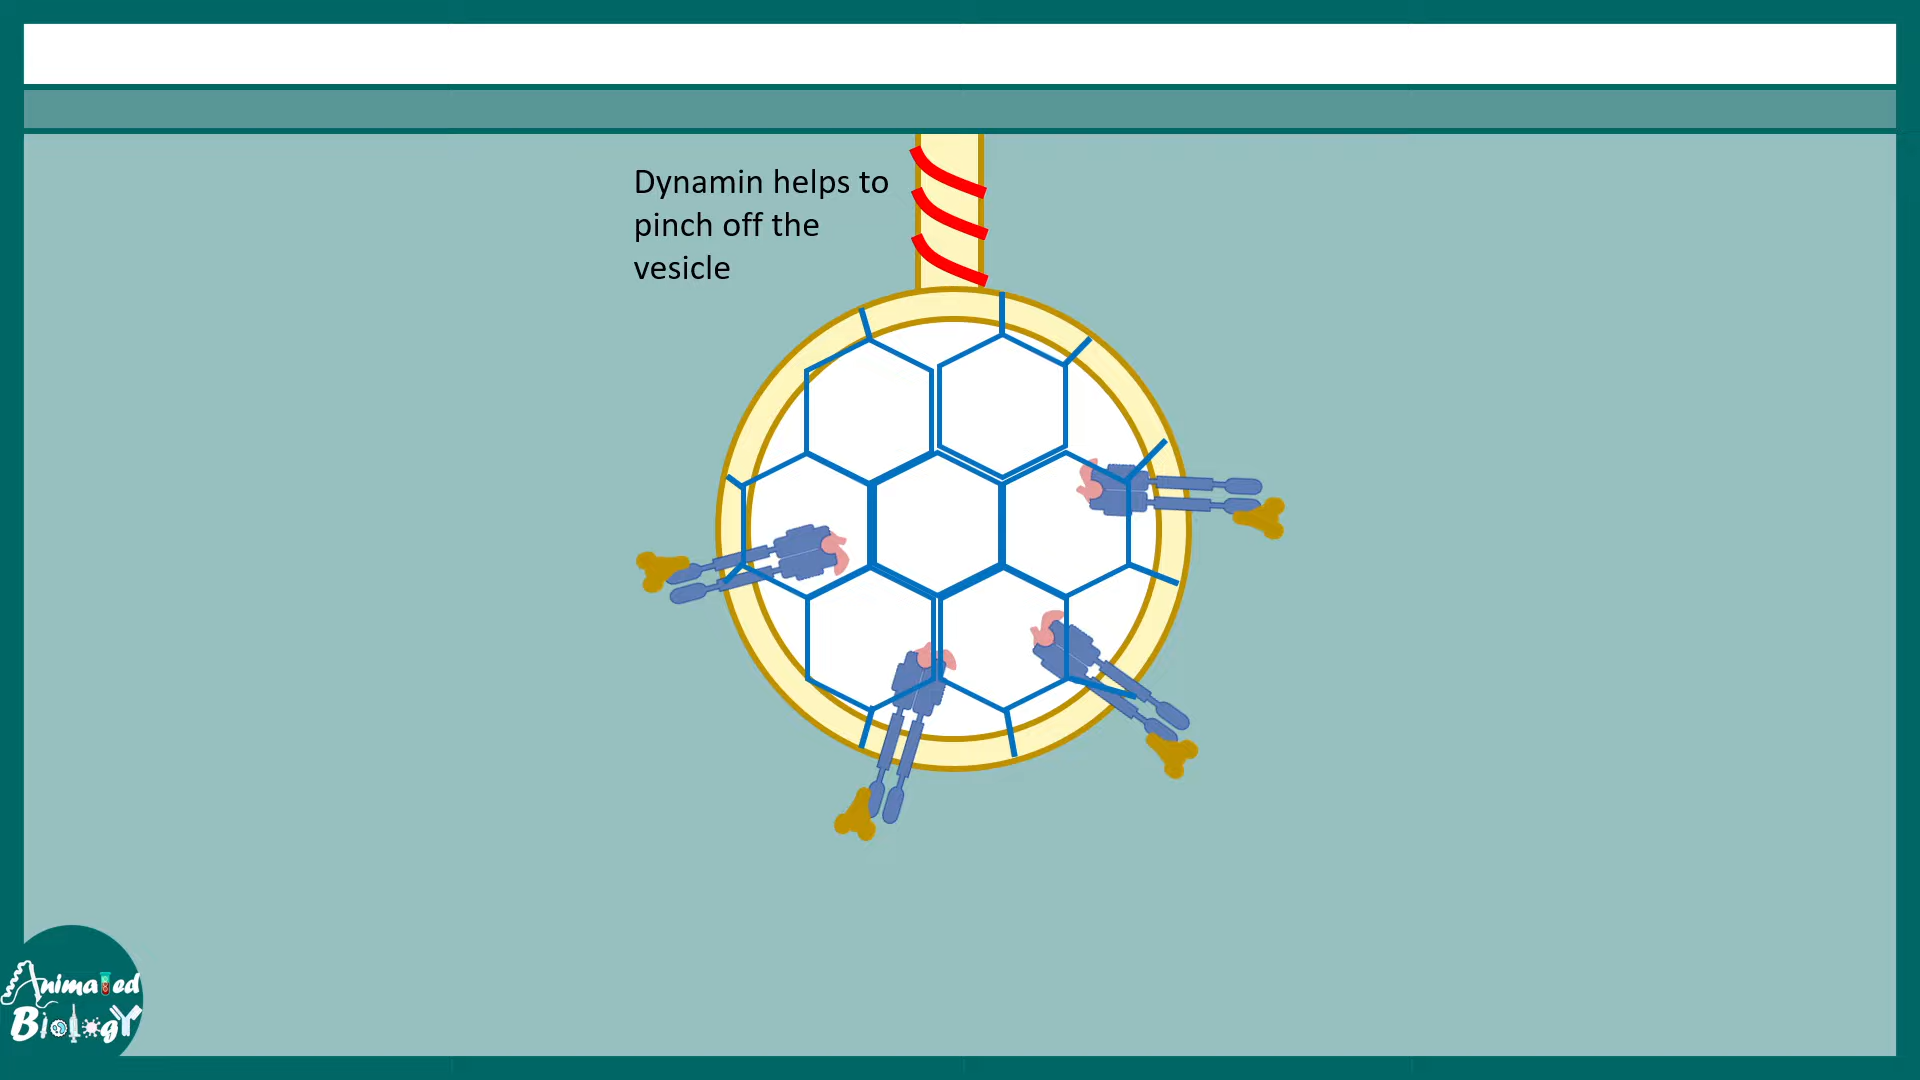 Dynamin helps to
pinch off the
vesicle
Animated
Biology